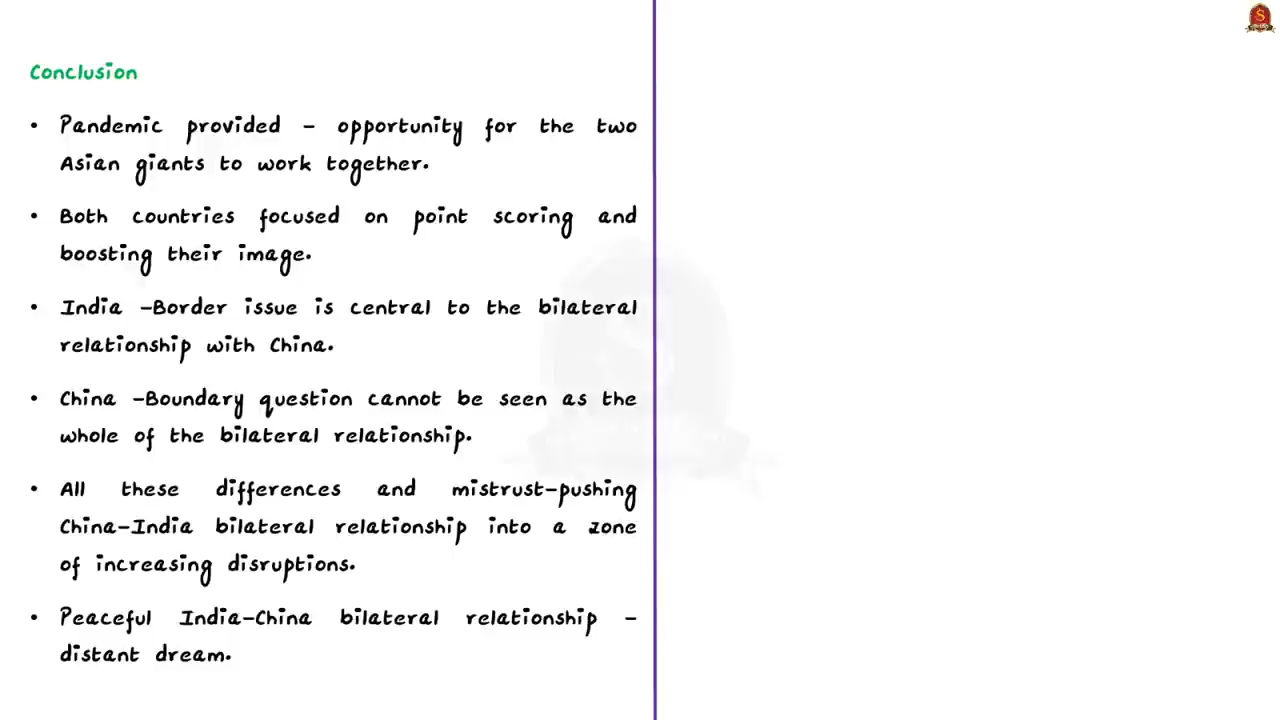 Conclusion
• Pandemic provided – opportunity for the two
Asian giants to work together.
• Both countries focused on point scoring and
boosting their image.
• India –Border issue is central to the bilateral
relationship with China.
• China –Boundary question cannot be seen as the
whole of the bilateral relationship.
• All these differences and mistrust-pushing
China-India bilateral relationship into a zone
of increasing disruptions.
• Peaceful India-China bilateral relationship –
distant dream.